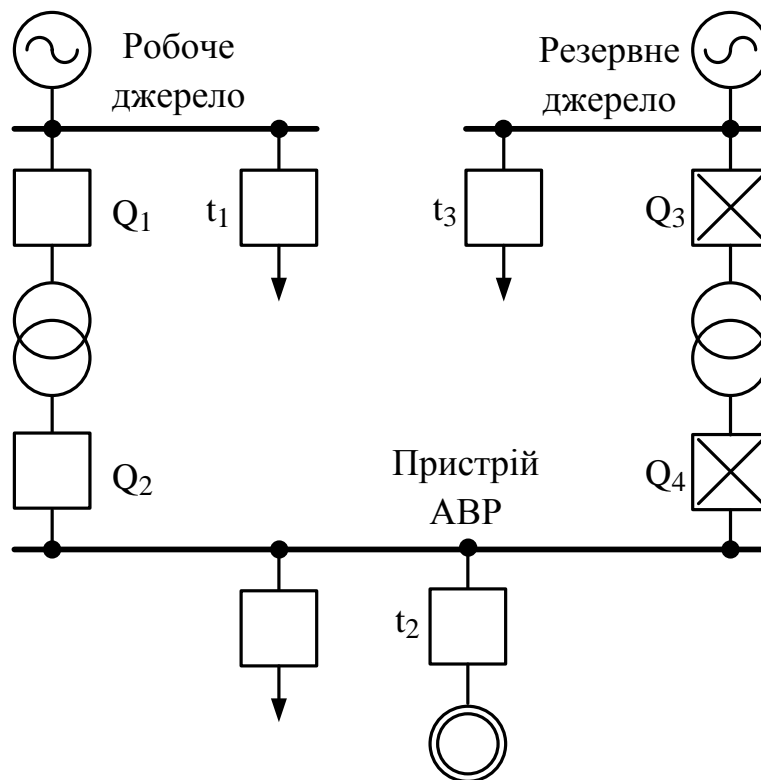 Робоче
джерело
Резервне
джерело
Q1
t1
t3
Q3
Q2
Пристрій
АВР
Q4
t2